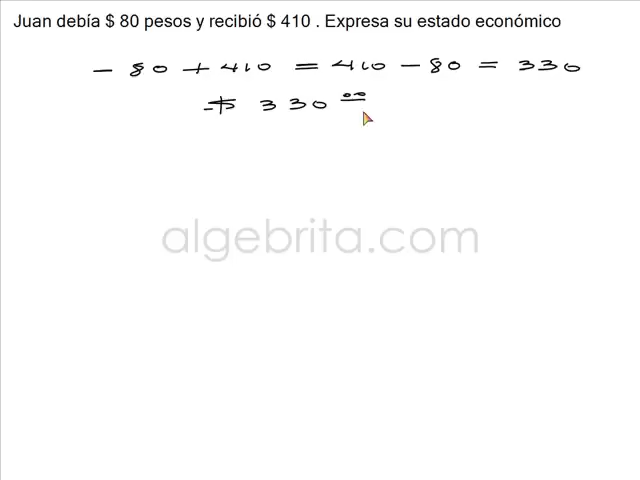 Juan debía $ 80 pesos y recibió $ 410 . Expresa su estado económico
- 80 + 410 = 410 - 80 = 330
$ 330 00
algebrita.com